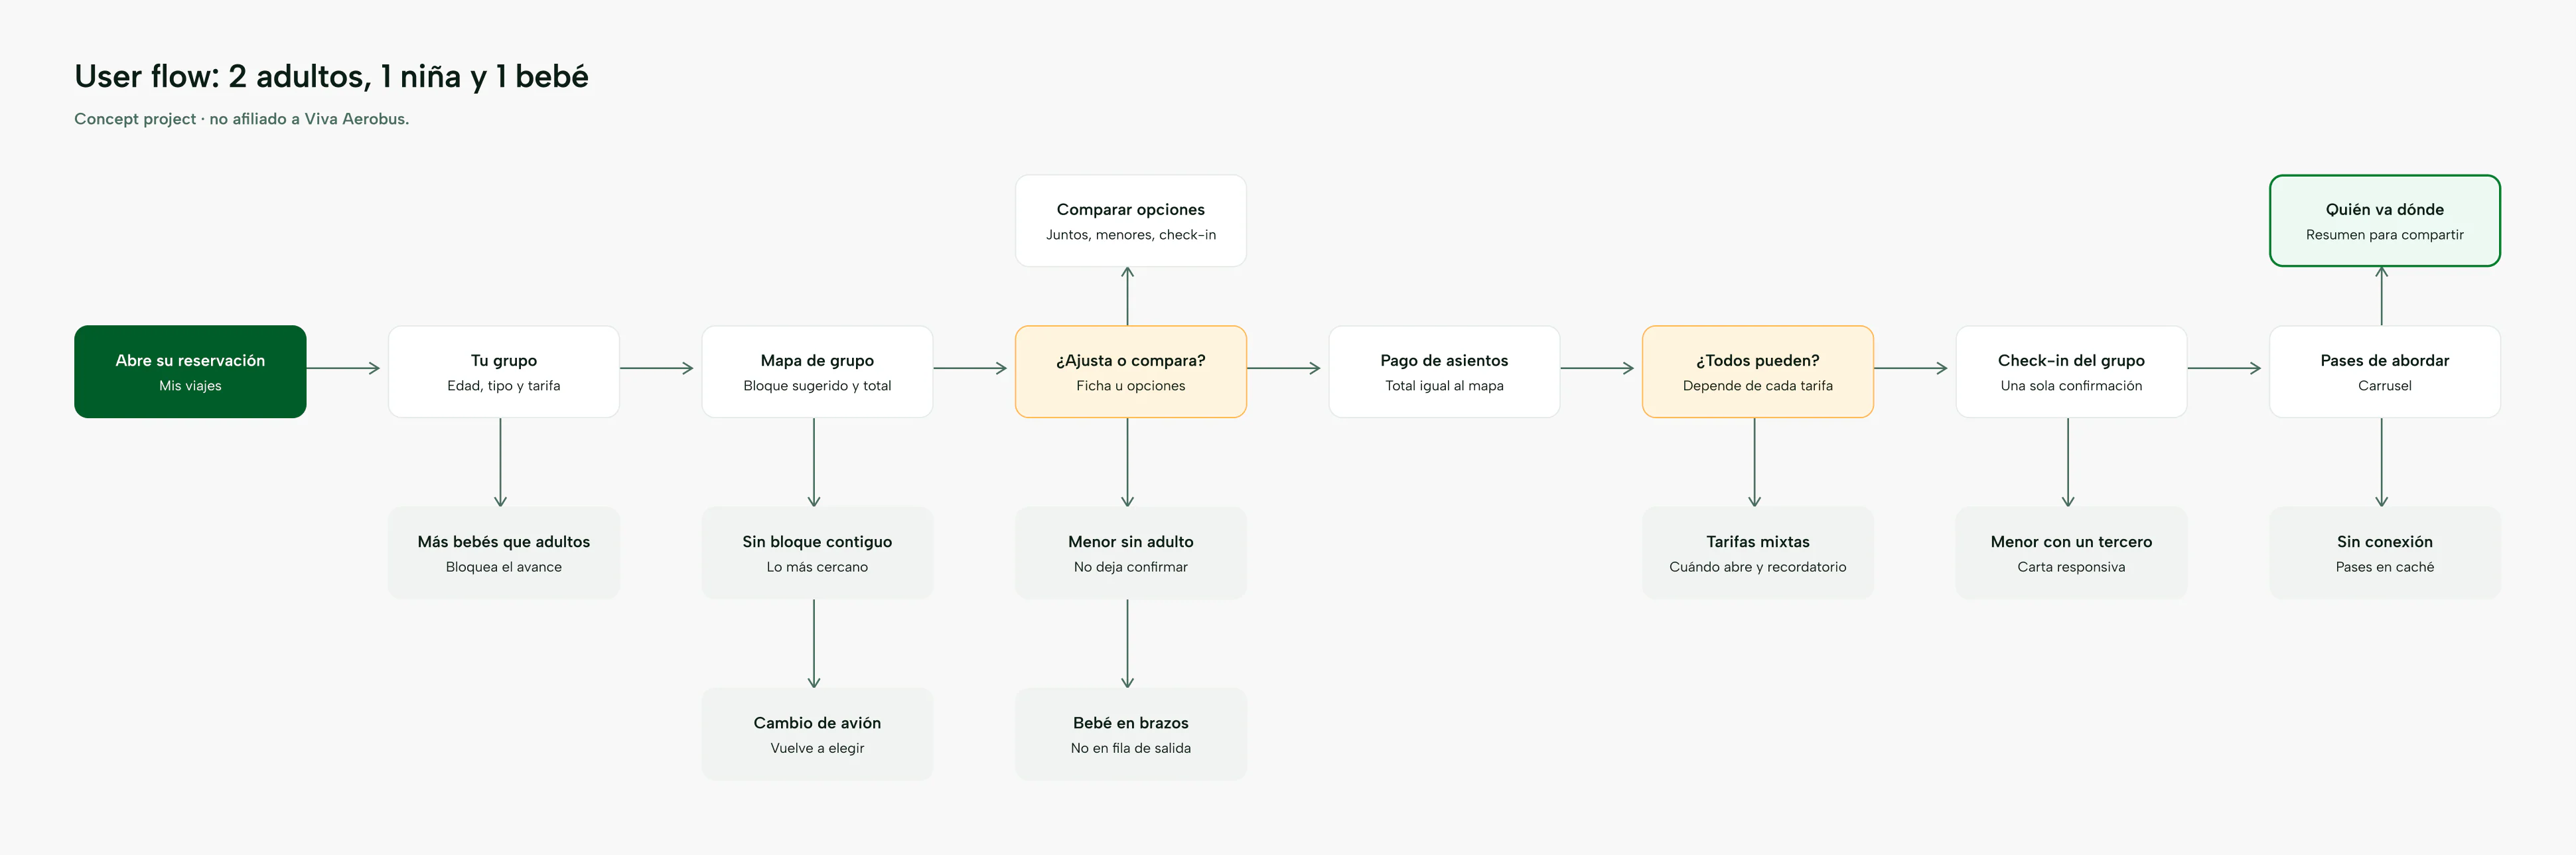 User flow: 2 adultos, 1 niña y 1 bebé
Concept project · no afiliado a Viva Aerobus.
Comparar opciones
Juntos, menores, check-in
Quién va dónde
Resumen para compartir
Abre su reservación
Mis viajes
Tu grupo
Edad, tipo y tarifa
Mapa de grupo
Bloque sugerido y total
¿Ajusta o compara?
Ficha u opciones
Pago de asientos
Total igual al mapa
¿Todos pueden?
Depende de cada tarifa
Check-in del grupo
Una sola confirmación
Pases de abordar
Carrusel
Más bebés que adultos
Bloquea el avance
Sin bloque contiguo
Lo más cercano
Menor sin adulto
No deja confirmar
Tarifas mixtas
Cuándo abre y recordatorio
Menor con un tercero
Carta responsiva
Sin conexión
Pases en caché
Cambio de avión
Vuelve a elegir
Bebé en brazos
No en fila de salida